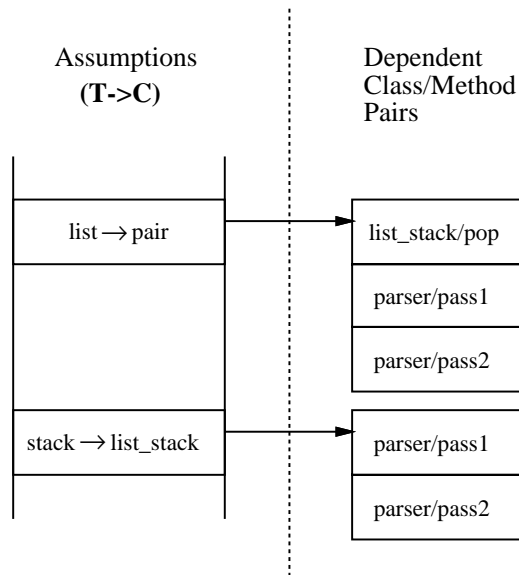 Assumptions
(T->C)
Dependent
Class/Method
Pairs
list → pair
list_stack/pop
parser/pass1
parser/pass2
stack → list_stack
parser/pass1
parser/pass2